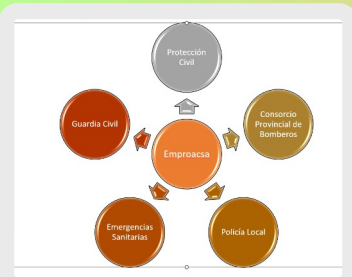 Protección
Civil
Guardia Civil
Consorcio
Provincial de
Bomberos
Emproacsa
Emergencias
Sanitarias
Policía Local